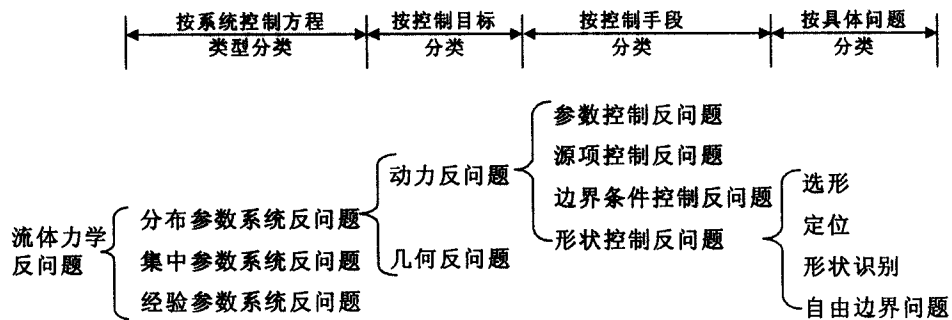 按系统控制方程
类型分类
按控制目标
分类
按控制手段
分类
按具体问题
分类
流体力学
反问题
分布参数系统反问题
集中参数系统反问题
经验参数系统反问题
动力反问题
几何反问题
参数控制反问题
源项控制反问题
边界条件控制反问题
形状控制反问题
选形
定位
形状识别
自由边界问题